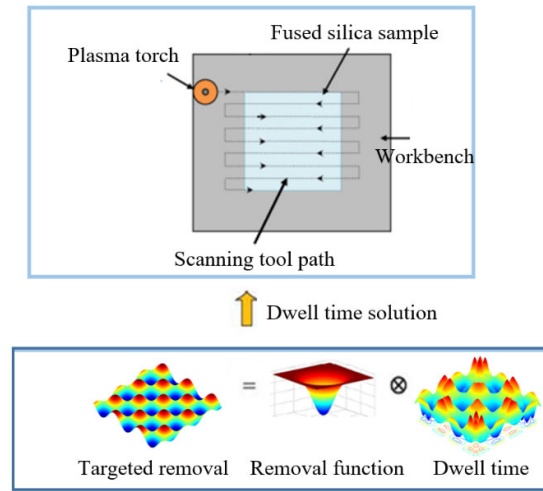 Fused silica sample
Plasma torch
Workbench
Scanning tool path
Dwell time solution
= ⊗
Targeted removal Removal function Dwell time